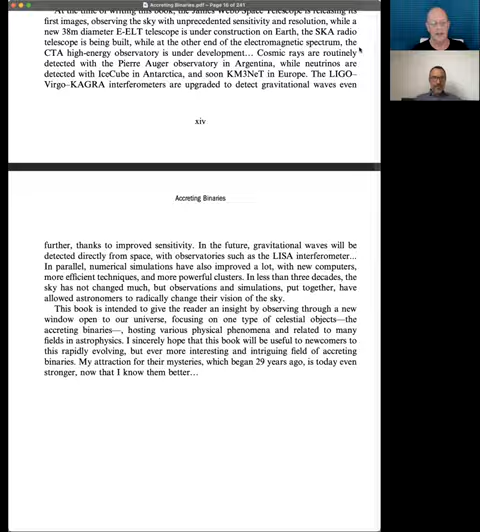 Accreting Binaries.pdf — Page 16 of 241
At the time of writing this book, the James Webb Space Telescope is releasing its
first images, observing the sky with unprecedented sensitivity and resolution, while a
new 38m diameter E-ELT telescope is under construction on Earth, the SKA radio
telescope is being built, while at the other end of the electromagnetic spectrum, the
CTA high-energy observatory is under development... Cosmic rays are routinely
detected with the Pierre Auger observatory in Argentina, while neutrinos are
detected with IceCube in Antarctica, and soon KM3NeT in Europe. The LIGO–
Virgo–KAGRA interferometers are upgraded to detect gravitational waves even
xiv
Accreting Binaries
further, thanks to improved sensitivity. In the future, gravitational waves will be
detected directly from space, with observatories such as the LISA interferometer...
In parallel, numerical simulations have also improved a lot, with new computers,
more efficient techniques, and more powerful clusters. In less than three decades, the
sky has not changed much, but observations and simulations, put together, have
allowed astronomers to radically change their vision of the sky.
This book is intended to give the reader an insight by observing through a new
window open to our universe, focusing on one type of celestial objects—the
accreting binaries—, hosting various physical phenomena and related to many
fields in astrophysics. I sincerely hope that this book will be useful to newcomers to
this rapidly evolving, but ever more interesting and intriguing field of accreting
binaries. My attraction for their mysteries, which began 29 years ago, is today even
stronger, now that I know them better...